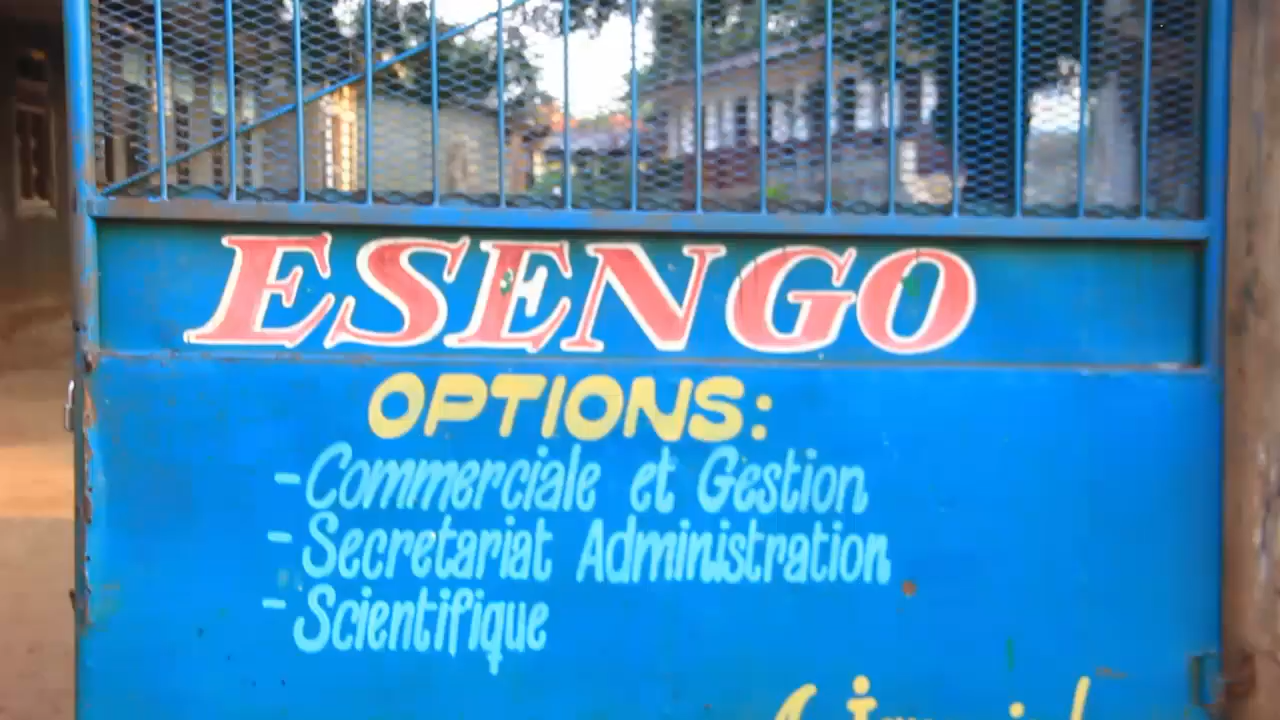 ESENGO
OPTIONS:
- Commerciale et Gestion
- Secretariat Administration
- Scientifique